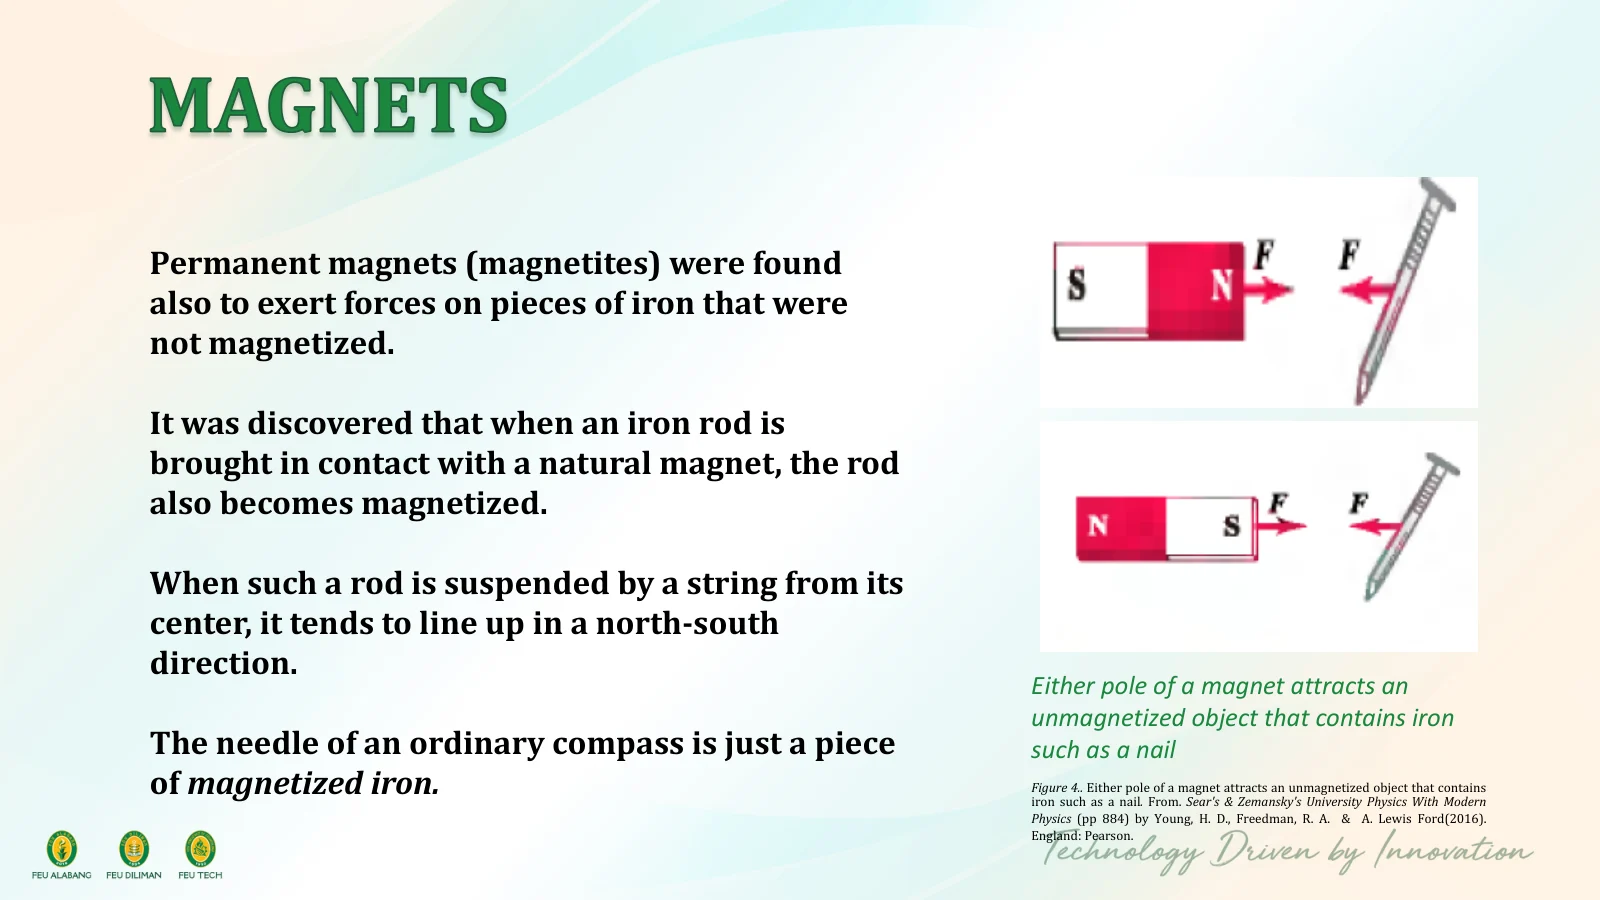 MAGNETS
Permanent magnets (magnetites) were found
also to exert forces on pieces of iron that were
not magnetized.
It was discovered that when an iron rod is
brought in contact with a natural magnet, the rod
also becomes magnetized.
When such a rod is suspended by a string from its
center, it tends to line up in a north-south
direction.
The needle of an ordinary compass is just a piece
of magnetized iron.
S N F F
N S F F
Either pole of a magnet attracts an
unmagnetized object that contains iron
such as a nail
Figure 4.. Either pole of a magnet attracts an unmagnetized object that contains
iron such as a nail. From. Sear's & Zemansky's University Physics With Modern
Physics (pp 884) by Young, H. D., Freedman, R. A. & A. Lewis Ford(2016).
England: Pearson.
Technology Driven by Innovation
FEU ALABANG FEU DILIMAN FEU TECH